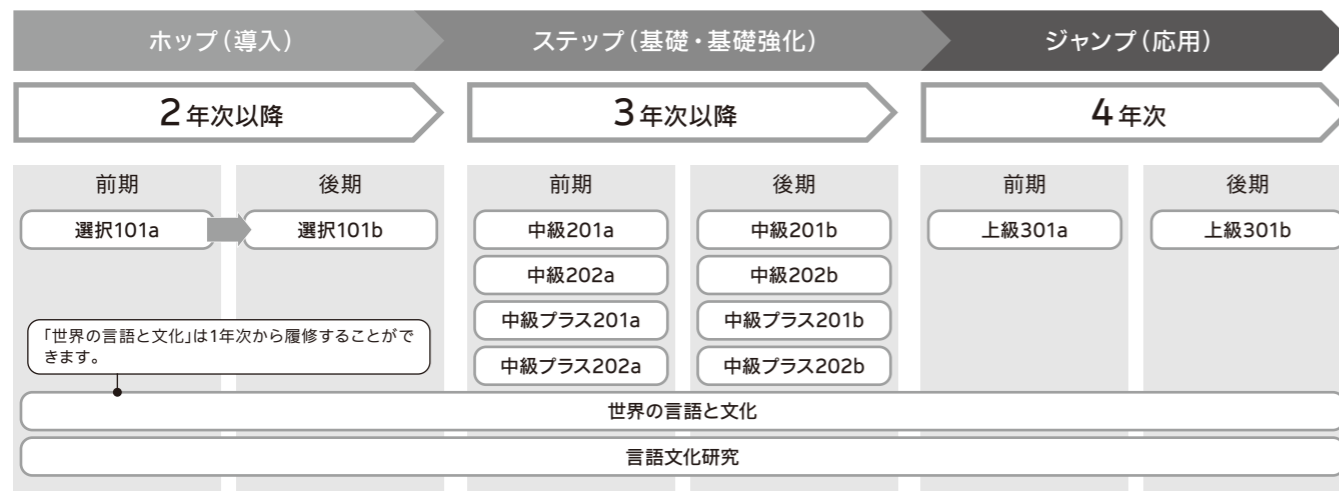 ホップ（導入）
ステップ（基礎・基礎強化）
ジャンプ（応用）
2年次以降
3年次以降
4年次
前期
後期
前期
後期
前期
後期
選択101a
選択101b
中級201a
中級201b
上級301a
上級301b
中級202a
中級202b
中級プラス201a
中級プラス201b
中級プラス202a
中級プラス202b
「世界の言語と文化」は1年次から履修することがで
きます。
世界の言語と文化
言語文化研究